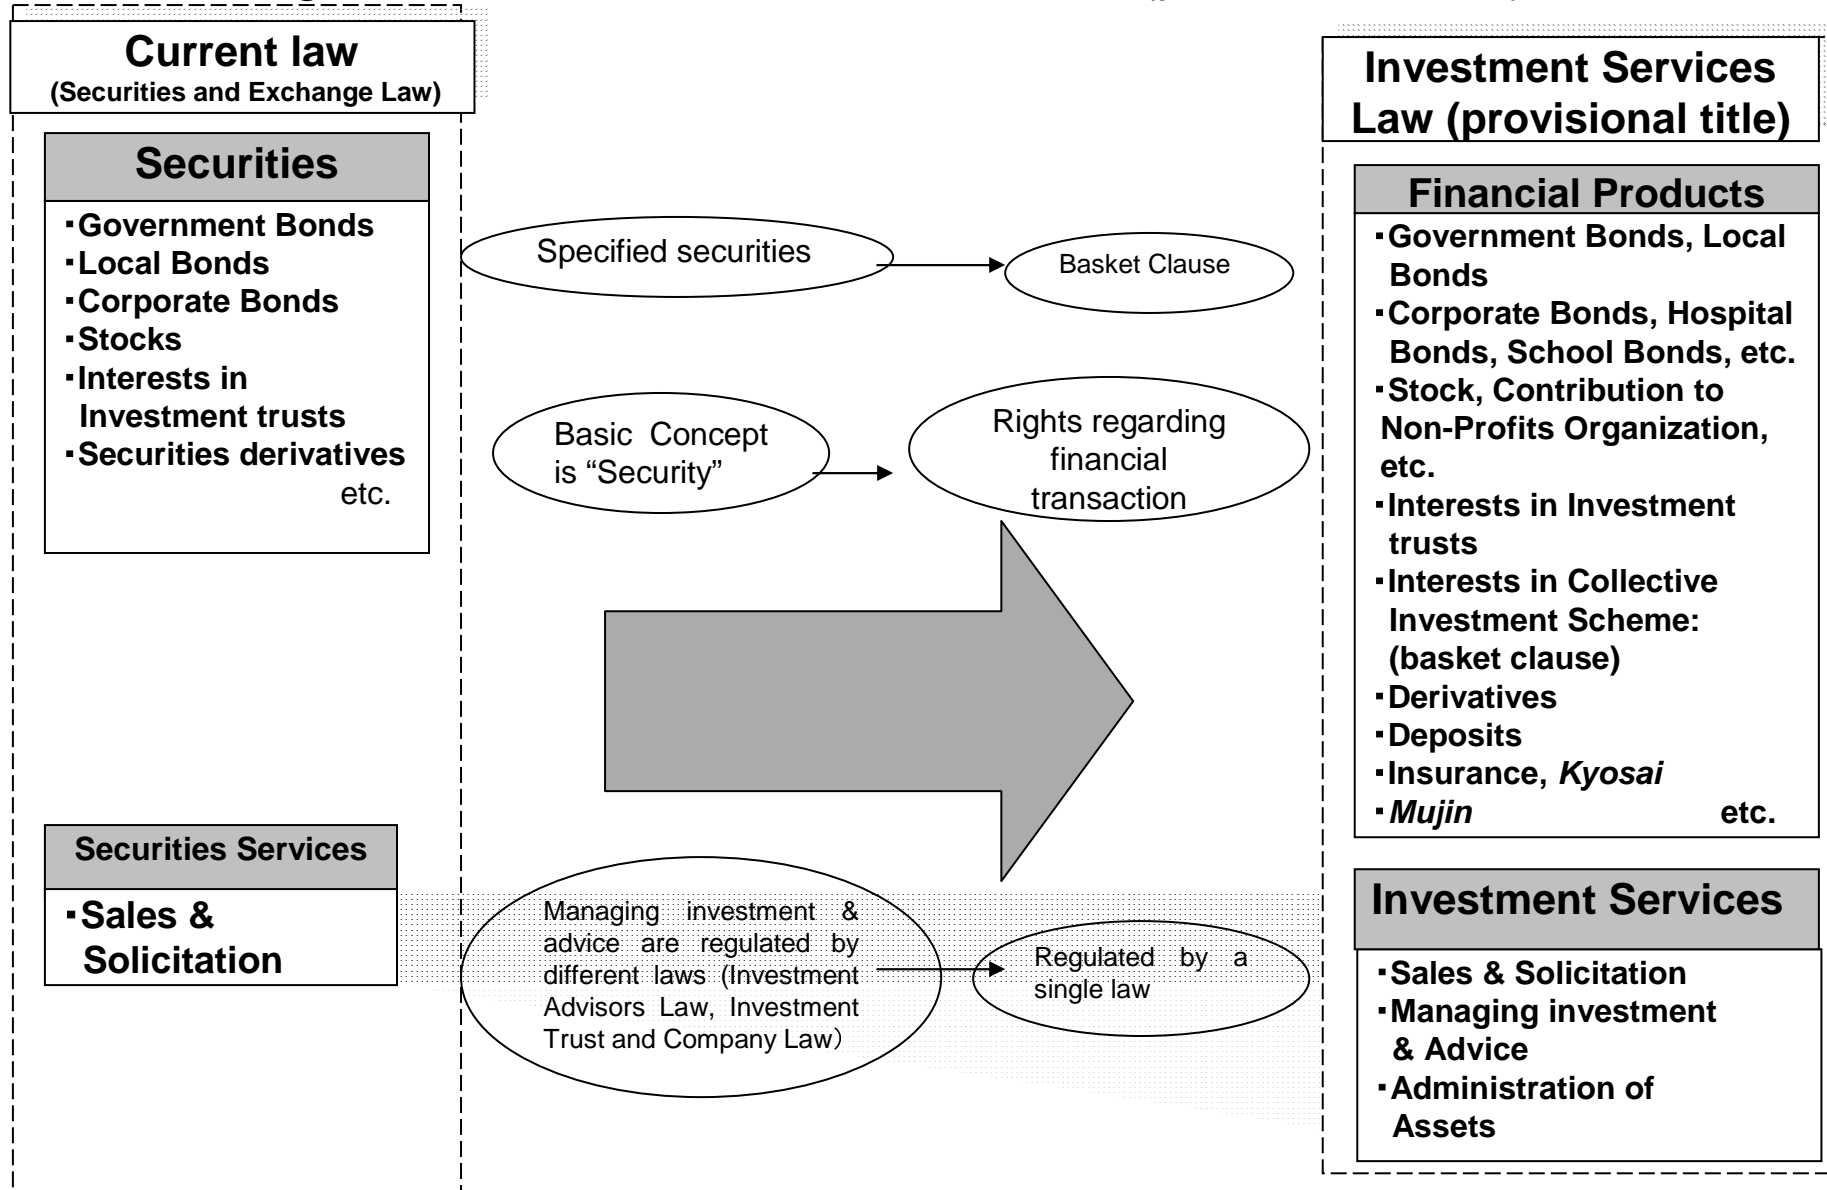 Current law
(Securities and Exchange Law)
Securities
▪Government Bonds
▪Local Bonds
▪Corporate Bonds
▪Stocks
▪Interests in
Investment trusts
▪Securities derivatives
etc.
Securities Services
▪Sales &
Solicitation
Specified securities
Basket Clause
Basic Concept
is “Security”
Rights regarding
financial
transaction
Managing investment &
advice are regulated by
different laws (Investment
Advisors Law, Investment
Trust and Company Law）
Regulated by a
single law
Investment Services
Law (provisional title)
Financial Products
▪Government Bonds, Local
Bonds
▪Corporate Bonds, Hospital
Bonds, School Bonds, etc.
▪Stock, Contribution to
Non-Profits Organization,
etc.
▪Interests in Investment
trusts
▪Interests in Collective
Investment Scheme:
(basket clause)
▪Derivatives
▪Deposits
▪Insurance, Kyosai
▪Mujin etc.
Investment Services
▪Sales & Solicitation
▪Managing investment
& Advice
▪Administration of
Assets